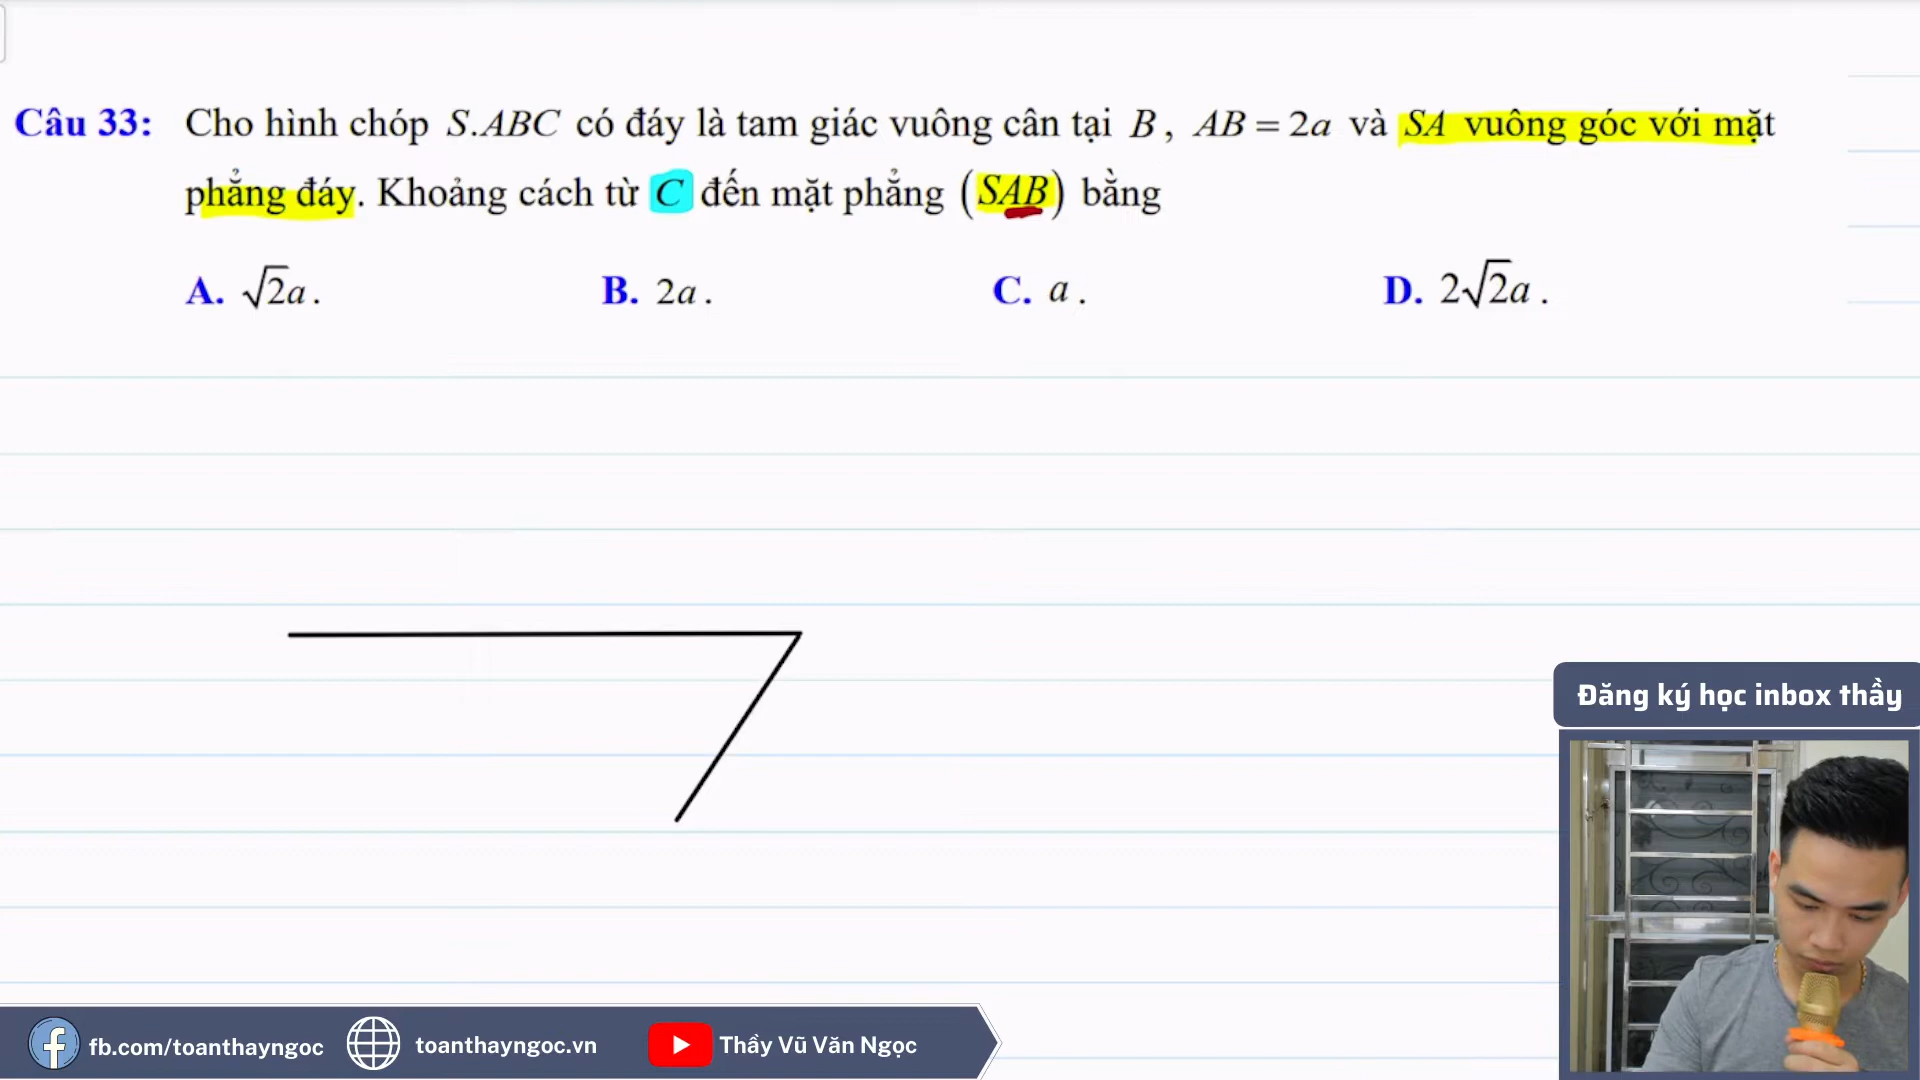 Câu 33: Cho hình chóp S.ABC có đáy là tam giác vuông cân tại B, AB = 2a và SA vuông góc với mặt
phẳng đáy. Khoảng cách từ C đến mặt phẳng (SAB) bằng
A. √2a. B. 2a. C. a. D. 2√2a.
Đăng ký học inbox thầy
fb.com/toanthayngoc toanthayngoc.vn Thầy Vũ Văn Ngọc